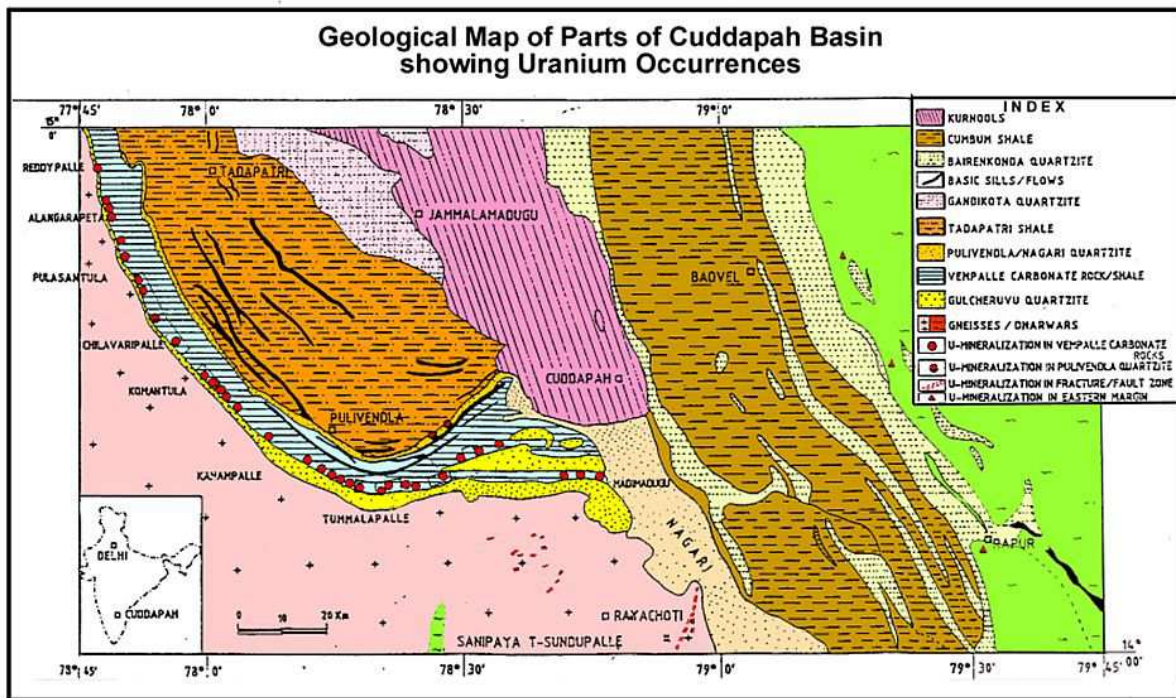 Geological Map of Parts of Cuddapah Basin
showing Uranium Occurrences
77°45'
78°0'
78°30'
79°0'
15°
0'
INDEX
KURNOOLS
CUMBUM SHALE
BAIRENKONDA QUARTZITE
BASIC SILLS/FLOWS
GANDIKOTA QUARTZITE
TADAPATRI SHALE
PULIVENDLA/NAGARI QUARTZITE
VEMPALLE CARBONATE ROCK/SHALE
GULCHERUVU QUARTZITE
GNEISSES / DHARWARS
U-MINERALIZATION IN VEMPALLE CARBONATE
ROCKS
U-MINERALIZATION IN PULIVENDLA QUARTZITE
U-MINERALIZATION IN FRACTURE/FAULT ZONE
U-MINERALIZATION IN EASTERN MARGIN
REDDYPALLE
TADAPATRI
ALANGARAPETA
JAMMALAMADUGU
PULASANTULA
BADVEL
CHILAVARIPALLE
CUDDAPAH
KOMANTULA
PULIVENDLA
KAYAMPALLE
MADIMADUGU
TUMMALAPALLE
NAGARI
RAPUR
DELHI
CUDDAPAH
0 10 20 Km
RAYACHOTI
SANIPAYA T-SUNDUPALLE
14°
00'
73°45'
78°0'
78°30'
79°00'
79°30'
79°45'